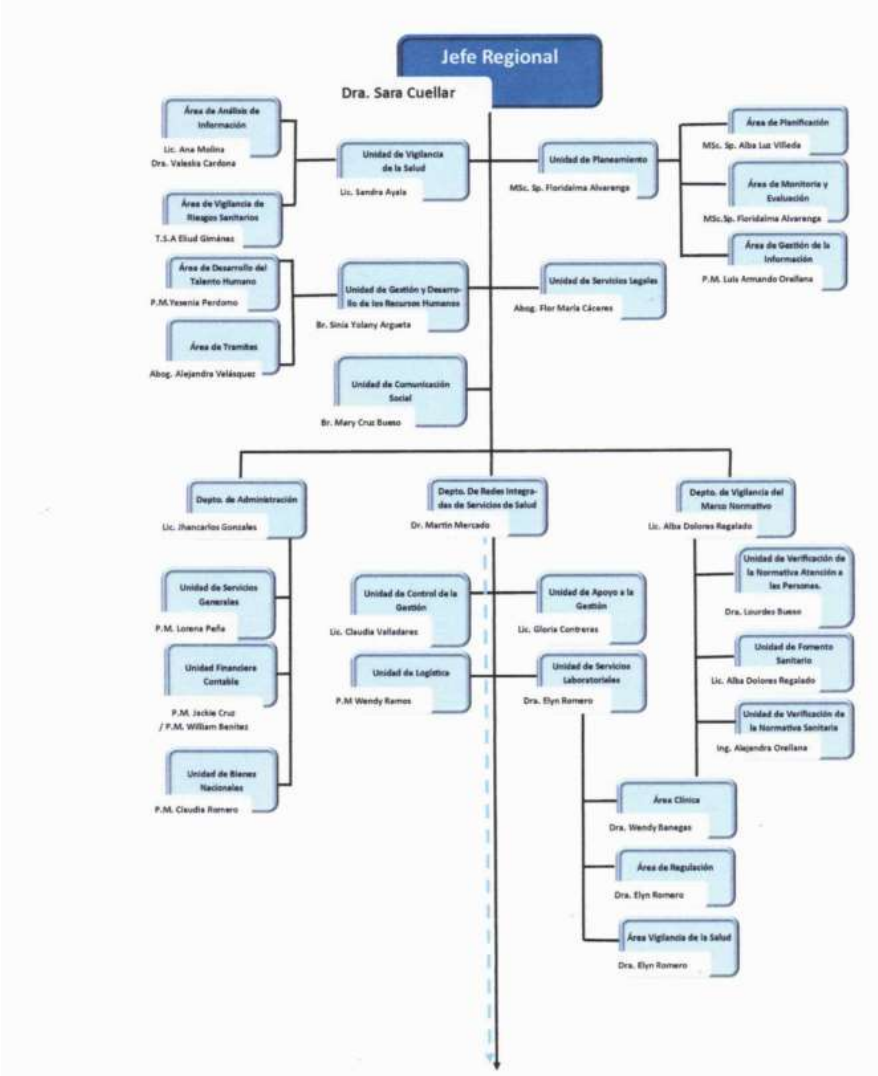 Jefe Regional
Dra. Sara Cuellar
Área de Análisis de
Información
Lic. Ana Molina
Dra. Valeska Cardona
Unidad de Vigilancia
de la Salud
Lic. Sandra Ayala
Área de Vigilancia de
Riesgos Sanitarios
T.S.A Eliud Giménez
Unidad de Planeamiento
MSc. Sp. Floridalma Alvarenga
Área de Planificación
MSc. Sp. Alba Luz Villeda
Área de Monitoria y
Evaluación
MSc.Sp. Floridalma Alvarenga
Área de Gestión de la
Información
P.M. Luis Armando Orellana
Área de Desarrollo del
Talento Humano
P.M.Yesenia Perdomo
Unidad de Gestión y Desarro-
llo de los Recursos Humanos
Br. Sinia Yolany Argueta
Área de Tramites
Abog. Alejandra Velásquez
Unidad de Servicios Legales
Abog. Flor María Cáceres
Unidad de Comunicación
Social
Br. Mary Cruz Bueso
Depto. de Administración
Lic. Jhancarlos Gonzales
Depto. De Redes Integra-
das de Servicios de Salud
Dr. Martin Mercado
Depto. de Vigilancia del
Marco Normativo
Lic. Alba Dolores Regalado
Unidad de Servicios
Generales
P.M. Lorena Peña
Unidad Financiera
Contable
P.M. Jackie Cruz
/ P.M. William Benitez
Unidad de Bienes
Nacionales
P.M. Claudia Romero
Unidad de Control de la
Gestión
Lic. Claudia Valladares
Unidad de Apoyo a la
Gestión
Lic. Gloria Contreras
Unidad de Logística
P.M Wendy Ramos
Unidad de Servicios
Laboratoriales
Dra. Elyn Romero
Unidad de Verificación de
la Normativa Atención a
las Personas.
Dra. Lourdes Bueso
Unidad de Fomento
Sanitario
Lic. Alba Dolores Regalado
Unidad de Verificación de
la Normativa Sanitaria
Ing. Alejandra Orellana
Área Clínica
Dra. Wendy Banegas
Área de Regulación
Dra. Elyn Romero
Área Vigilancia de la Salud
Dra. Elyn Romero